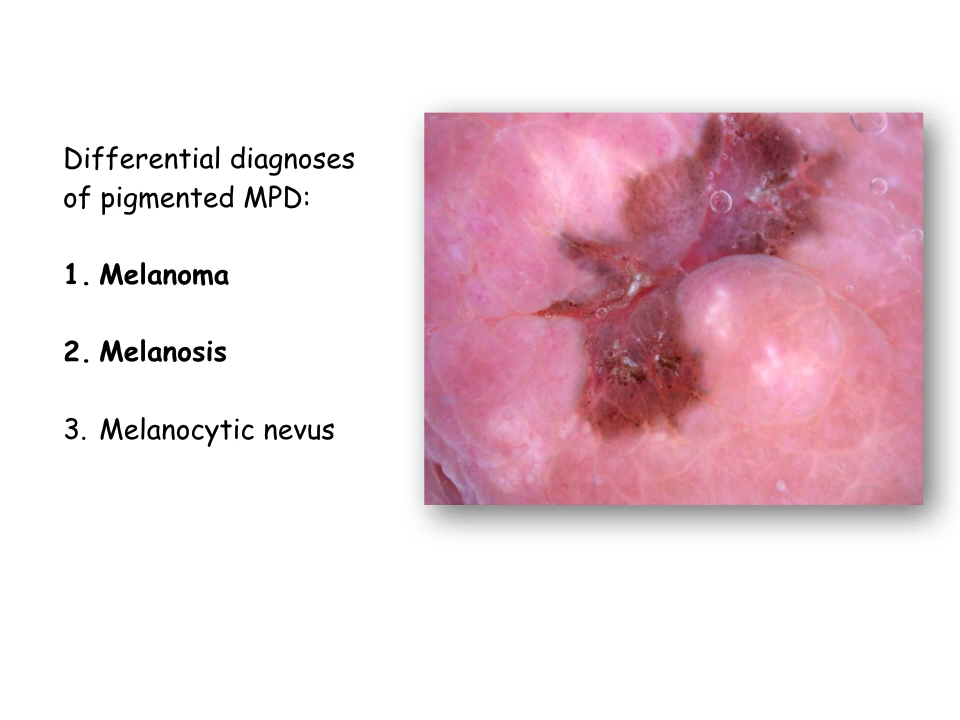 Differential diagnoses
of pigmented MPD:
1. Melanoma
2. Melanosis
3. Melanocytic nevus